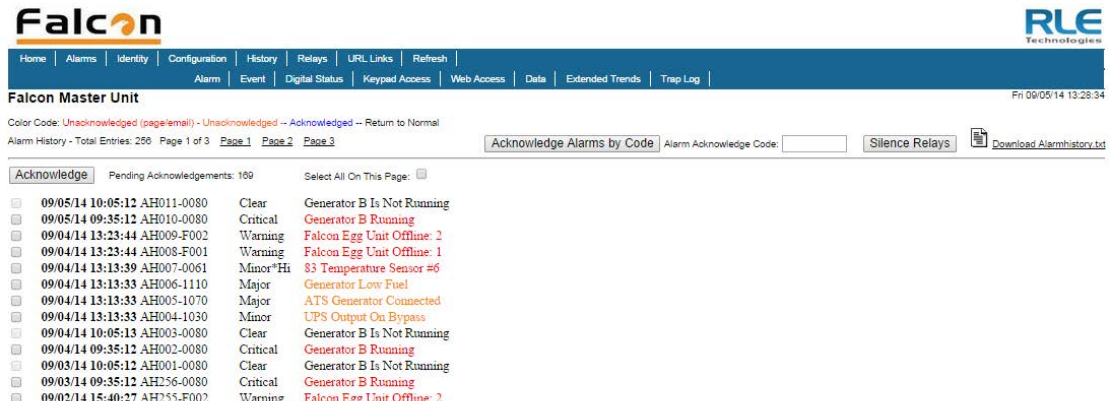 Falcon
RLE
Technologies
Home | Alarms | Identity | Configuration | History | Relays | URL Links | Refresh |
Alarm | Event | Digital Status | Keypad Access | Web Access | Data | Extended Trends | Trap Log |
Falcon Master Unit Fri 09/05/14 13:28:34
Color Code: Unacknowledged (page/email) - Unacknowledged -- Acknowledged -- Return to Normal
Alarm History - Total Entries: 256 Page 1 of 3 Page 1 Page 2 Page 3 Acknowledge Alarms by Code Alarm Acknowledge Code: Silence Relays Download Alarmhistory.txt
Acknowledge Pending Acknowledgements: 169 Select All On This Page:
09/05/14 10:05:12 AH011-0080 Clear Generator B Is Not Running
09/05/14 09:35:12 AH010-0080 Critical Generator B Running
09/04/14 13:23:44 AH009-F002 Warning Falcon Egg Unit Offline: 2
09/04/14 13:23:44 AH008-F001 Warning Falcon Egg Unit Offline: 1
09/04/14 13:13:39 AH007-0061 Minor*Hi 83 Temperature Sensor #6
09/04/14 13:13:33 AH006-1110 Major Generator Low Fuel
09/04/14 13:13:33 AH005-1070 Major ATS Generator Connected
09/04/14 13:13:33 AH004-1030 Minor UPS Output On Bypass
09/04/14 10:05:13 AH003-0080 Clear Generator B Is Not Running
09/04/14 09:35:12 AH002-0080 Critical Generator B Running
09/03/14 10:05:12 AH001-0080 Clear Generator B Is Not Running
09/03/14 09:35:12 AH256-0080 Critical Generator B Running
09/02/14 15:40:27 AH255-F002 Warning Falcon Egg Unit Offline: 2